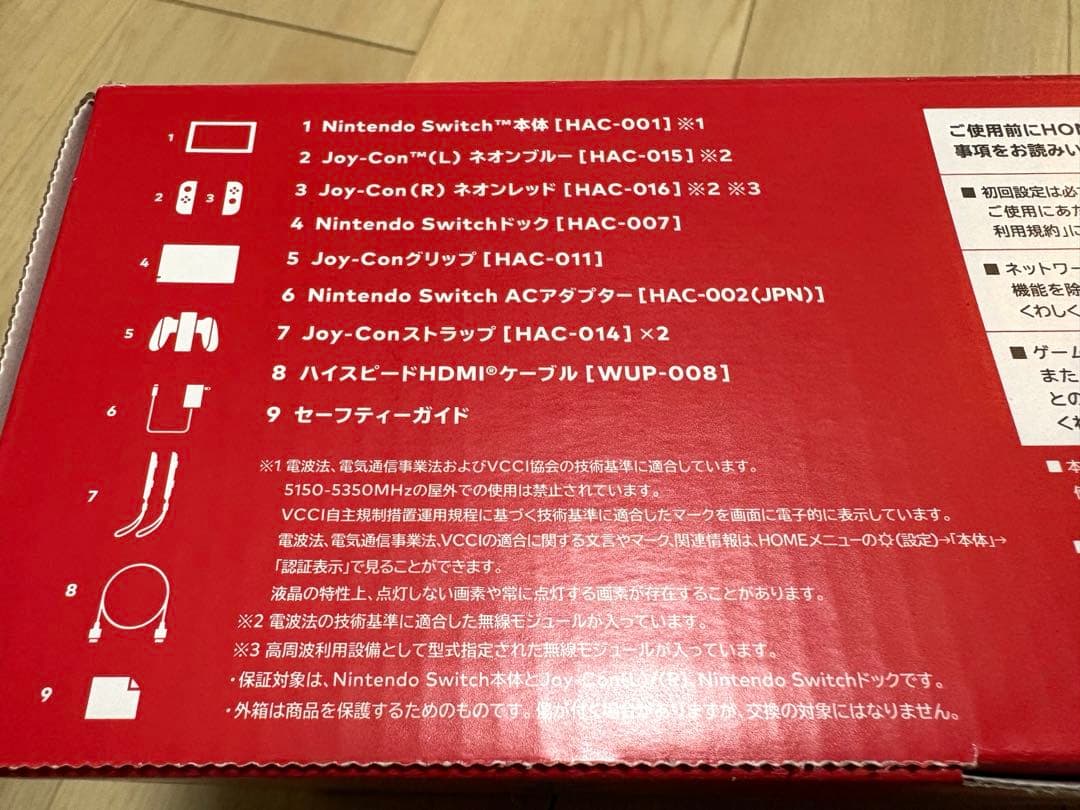 1 Nintendo Switch™本体[HAC-001]※1
2 Joy-Con™(L) ネオンブルー[HAC-015]※2
3 Joy-Con(R) ネオンレッド[HAC-016]※2 ※3
4 Nintendo Switchドック[HAC-007]
5 Joy-Conグリップ[HAC-011]
6 Nintendo Switch ACアダプター[HAC-002(JPN)]
7 Joy-Conストラップ[HAC-014]×2
8 ハイスピードHDMI®ケーブル[WUP-008]
9 セーフティーガイド
※1 電波法、電気通信事業法およびVCCI協会の技術基準に適合しています。
5150-5350MHzの屋外での使用は禁止されています。
VCCI自主規制措置運用規程に基づく技術基準に適合したマークを画面に電子的に表示しています。
電波法、電気通信事業法、VCCIの適合に関する文言やマーク、関連情報は、HOMEメニューの(設定)→「本体」→
「認証表示」で見ることができます。
液晶の特性上、点灯しない画素や常に点灯する画素が存在することがあります。
※2 電波法の技術基準に適合した無線モジュールが入っています。
※3 高周波利用設備として型式指定された無線モジュールが入っています。
・保証対象は、Nintendo Switch本体とJoy-Con(L)/(R)、Nintendo Switchドックです。
・外箱は商品を保護するためのものです。傷が付く場合がありますが、交換の対象にはなりません。
1
2
3
4
5
6
7
8
9
ご使用前にHOM
事項をお読みい
■ 初回設定は必
ご使用にあた
利用規約」に
■ ネットワー
機能を除
くわしく
■ ゲーム
また
との
くわ
■ 本